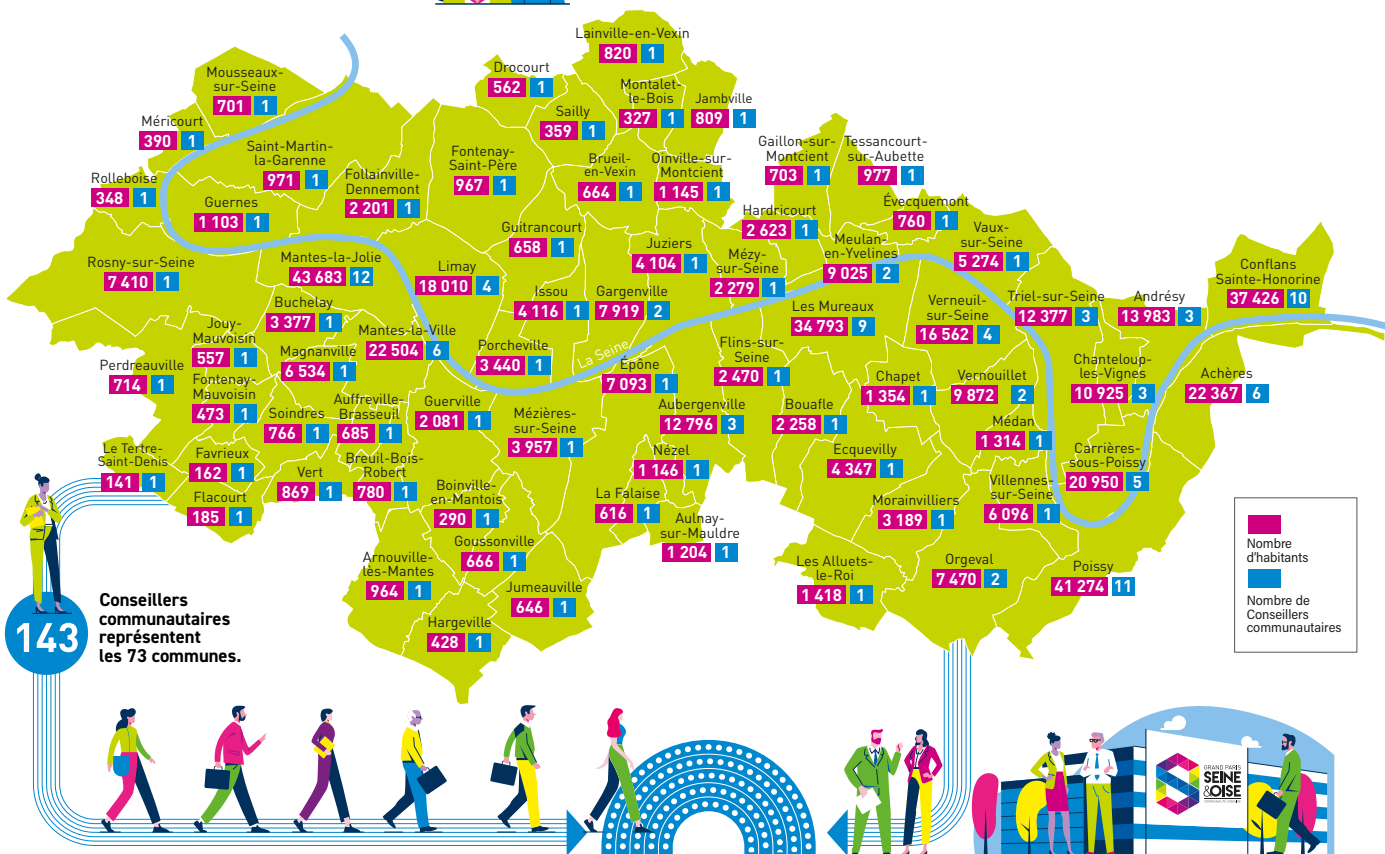 Lainville-en-Vexin
820 1
Drocourt
562 1
Mousseaux-
sur-Seine
701 1
Montalet-
le-Bois
327 1
Jambville
809 1
Sailly
359 1
Méricourt
390 1
Saint-Martin-
la-Garenne
971 1
Fontenay-
Saint-Père
967 1
Gaillon-sur-
Montcient
703 1
Tessancourt-
sur-Aubette
977 1
Follainville-
Dennemont
2 201 1
Brueil-
en-Vexin
664 1
Oinville-sur-
Montcient
1 145 1
Rolleboise
348 1
Guernes
1 103 1
Évecquemont
760 1
Hardricourt
2 623 1
Guitrancourt
658 1
Vaux-
sur-Seine
5 274 1
Meulan-
en-Yvelines
9 025 2
Juziers
4 104 1
Mézy-
sur-Seine
2 279 1
Rosny-sur-Seine
7 410 1
Mantes-la-Jolie
43 683 12
Limay
18 010 4
Conflans
Sainte-Honorine
37 426 10
Issou
4 116 1
Gargenville
7 919 2
Buchelay
3 377 1
Les Mureaux
34 793 9
Verneuil-
sur-Seine
16 562 4
Triel-sur-Seine
12 377 3
Andrésy
13 983 3
Jouy-
Mauvoisin
557 1
Mantes-la-Ville
22 504 6
Magnanville
6 534 1
Porcheville
3 440 1
La Seine
Flins-sur-
Seine
2 470 1
Épône
7 093 1
Perdreauville
714 1
Fontenay-
Mauvoisin
473 1
Chapet
1 354 1
Vernouillet
9 872 2
Chanteloup-
les-Vignes
10 925 3
Achères
22 367 6
Soindres
766 1
Auffreville-
Brasseuil
685 1
Guerville
2 081 1
Mézières-
sur-Seine
3 957 1
Aubergenville
12 796 3
Bouafle
2 258 1
Médan
1 314 1
Le Tertre-
Saint-Denis
141 1
Favrieux
162 1
Vert
869 1
Breuil-Bois-
Robert
780 1
Nézel
1 146 1
Ecquevilly
4 347 1
Carrières-
sous-Poissy
20 950 5
Flacourt
185 1
Boinville-
en-Mantois
290 1
La Falaise
616 1
Morainvilliers
3 189 1
Villennes-
sur-Seine
6 096 1
Aulnay-
sur-Mauldre
1 204 1
Goussonville
666 1
Arnouville-
lès-Mantes
964 1
Jumeauville
646 1
Les Alluets-
le-Roi
1 418 1
Orgeval
7 470 2
Poissy
41 274 11
Hargeville
428 1
Nombre
d'habitants
Nombre de
Conseillers
communautaires
143
Conseillers
communautaires
représentent
les 73 communes.
GRAND PARIS
SEINE
&OISE
COMMUNAUTÉ URBAINE